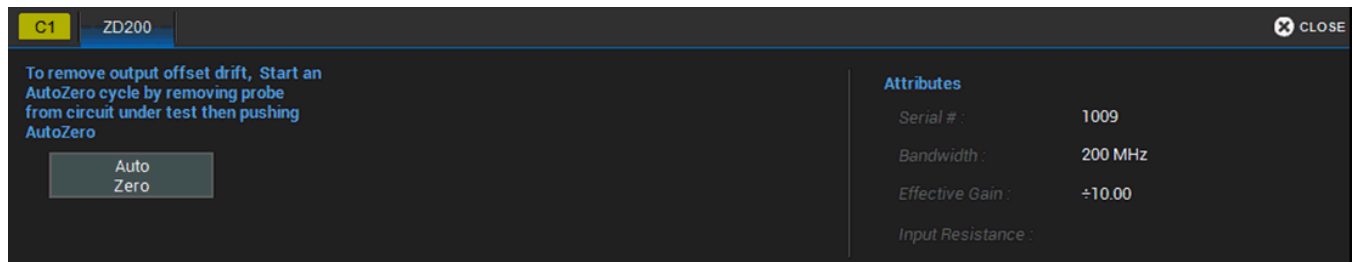 C1 ZD200 CLOSE
To remove output offset drift, Start an
AutoZero cycle by removing probe
from circuit under test then pushing
AutoZero
Auto
Zero
Attributes
Serial # : 1009
Bandwidth : 200 MHz
Effective Gain : ÷10.00
Input Resistance :